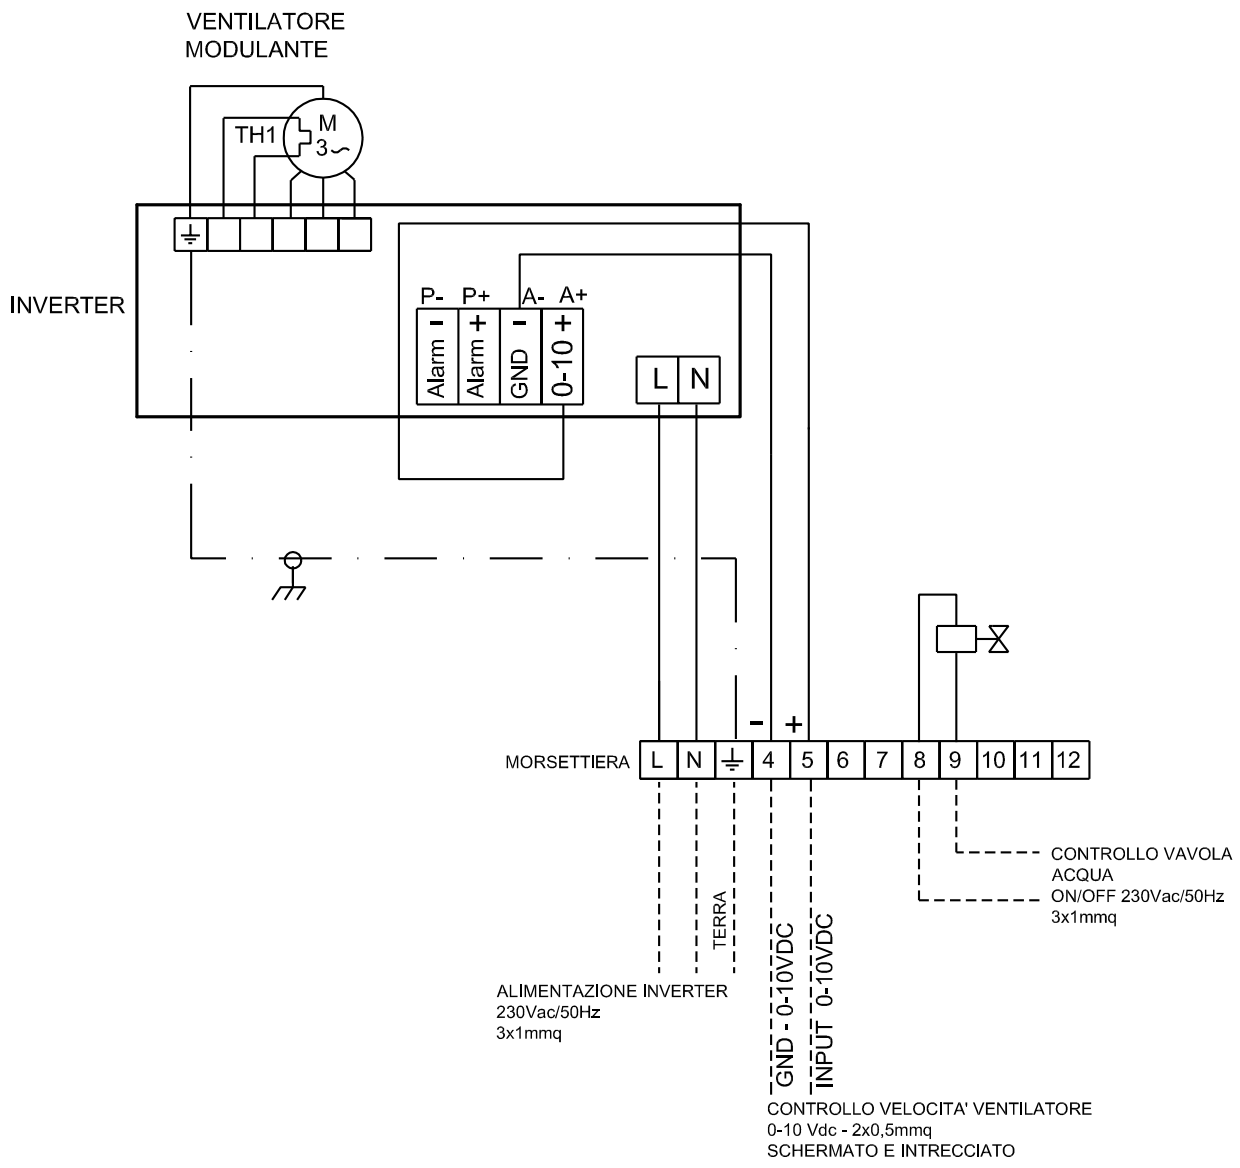 VENTILATORE
MODULANTE
TH1
M
3~
INVERTER
P- P+ A- A+
Alarm -
Alarm +
GND -
0-10 +
L N
- +
MORSETTIERA L N 4 5 6 7 8 9 10 11 12
CONTROLLO VAVOLA
ACQUA
ON/OFF 230Vac/50Hz
3x1mmq
TERRA
GND - 0-10VDC
INPUT 0-10VDC
ALIMENTAZIONE INVERTER
230Vac/50Hz
3x1mmq
CONTROLLO VELOCITA' VENTILATORE
0-10 Vdc - 2x0,5mmq
SCHERMATO E INTRECCIATO